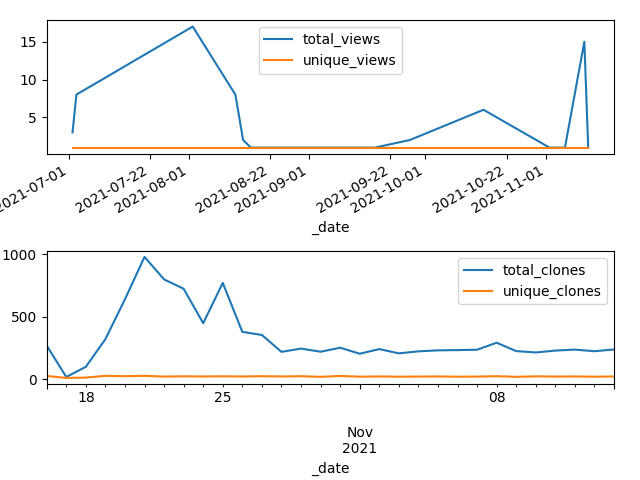 15
10
5
total_views
unique_views
2021-07-01
2021-07-22
2021-08-01
2021-08-22
2021-09-01
2021-09-22
2021-10-01
2021-10-22
2021-11-01
_date
1000
500
0
total_clones
unique_clones
18
25
08
Nov
2021
_date